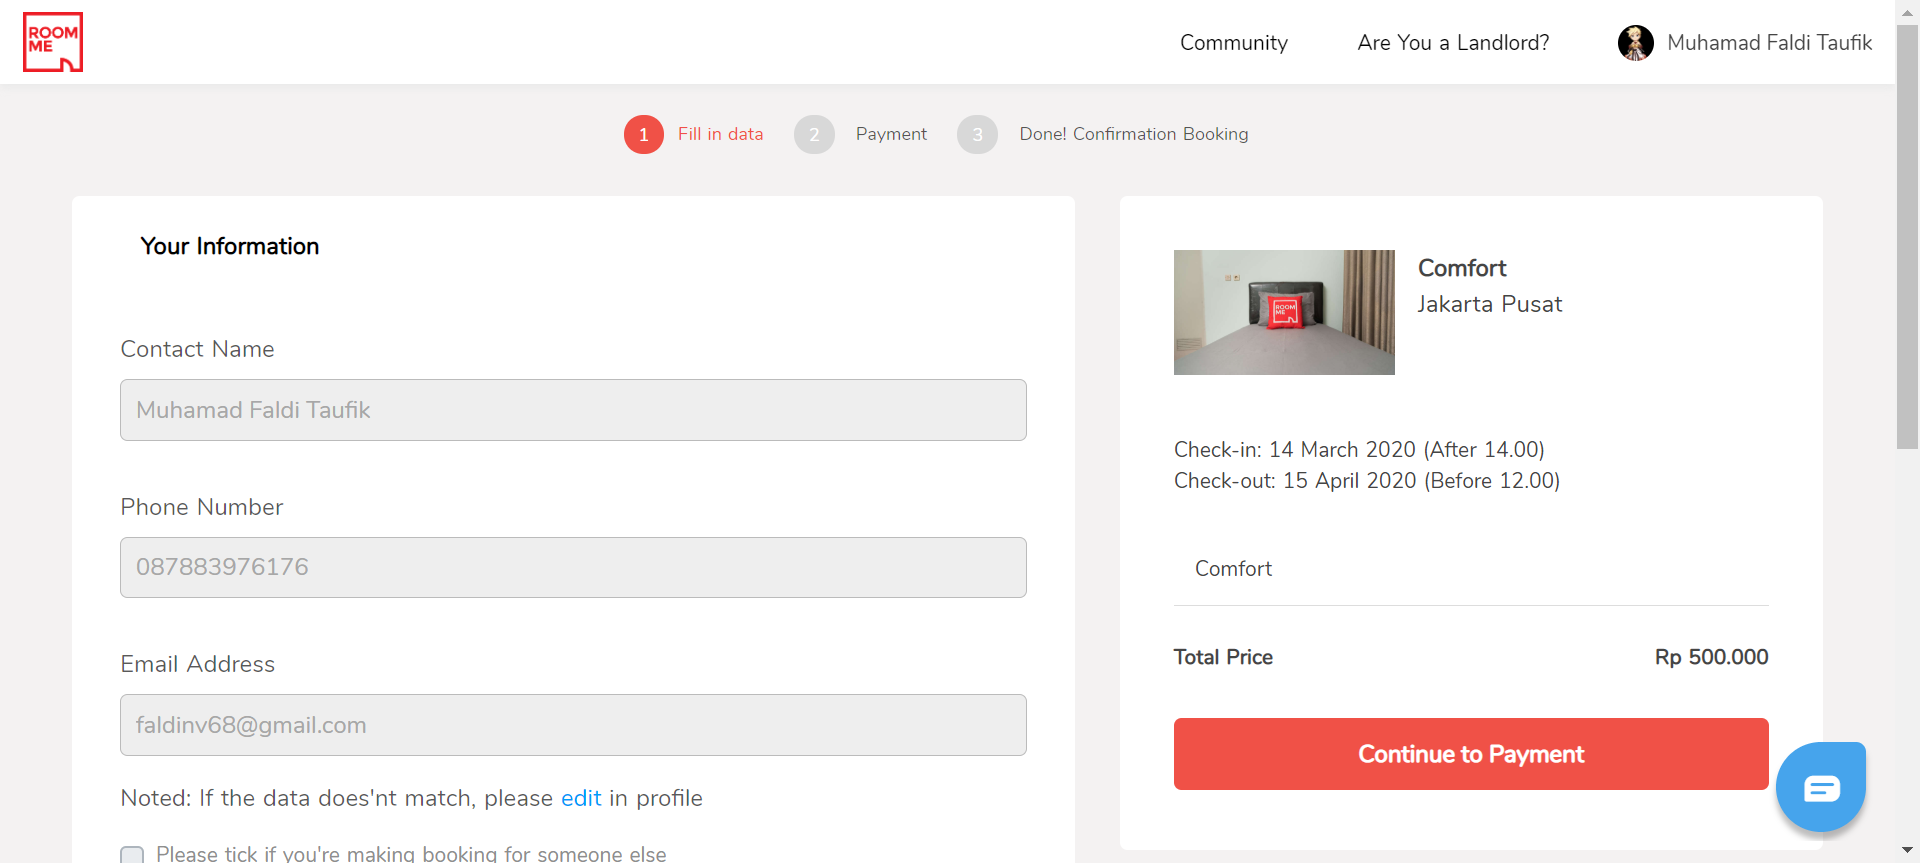 ROOM
ME
Community
Are You a Landlord?
Muhamad Faldi Taufik
1 Fill in data
2 Payment
3 Done! Confirmation Booking
Your Information
Contact Name
Muhamad Faldi Taufik
Phone Number
087883976176
Email Address
faldinv68@gmail.com
Noted: If the data does'nt match, please edit in profile
Please tick if you're making booking for someone else
ROOM
ME
Comfort
Jakarta Pusat
Check-in: 14 March 2020 (After 14.00)
Check-out: 15 April 2020 (Before 12.00)
Comfort
Total Price Rp 500.000
Continue to Payment